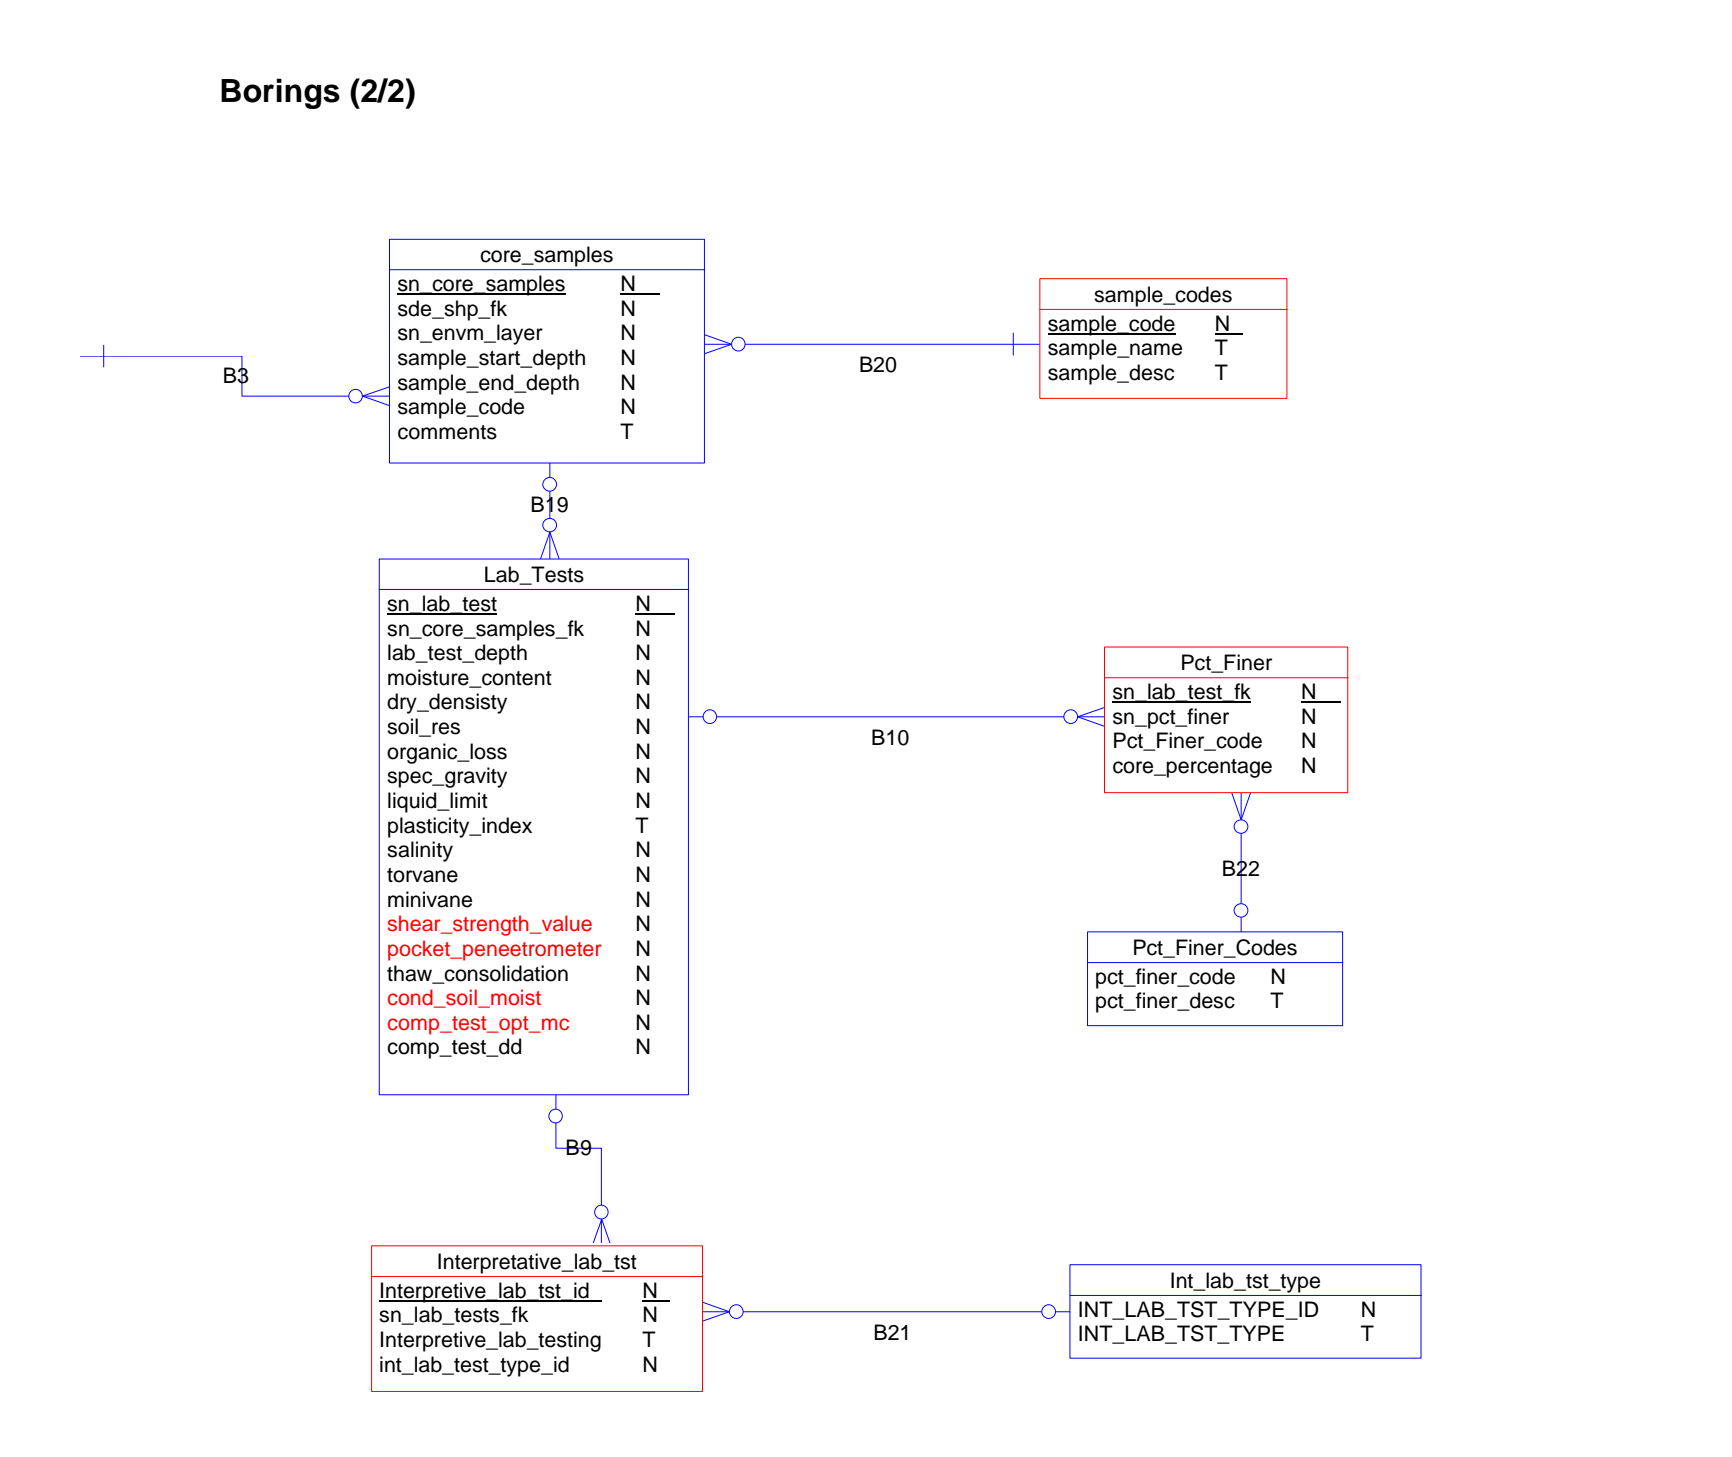 Borings (2/2)
core_samples
sn_core_samples N
sde_shp_fk N
sn_envm_layer N
sample_start_depth N
sample_end_depth N
sample_code N
comments T
sample_codes
sample_code N
sample_name T
sample_desc T
B3
B20
B19
Lab_Tests
sn_lab_test N
sn_core_samples_fk N
lab_test_depth N
moisture_content N
dry_densisty N
soil_res N
organic_loss N
spec_gravity N
liquid_limit N
plasticity_index T
salinity N
torvane N
minivane N
shear_strength_value N
pocket_peneetrometer N
thaw_consolidation N
cond_soil_moist N
comp_test_opt_mc N
comp_test_dd N
B10
Pct_Finer
sn_lab_test_fk N
sn_pct_finer N
Pct_Finer_code N
core_percentage N
B22
Pct_Finer_Codes
pct_finer_code N
pct_finer_desc T
B9
Interpretative_lab_tst
Interpretive_lab_tst_id N
sn_lab_tests_fk N
Interpretive_lab_testing T
int_lab_test_type_id N
B21
Int_lab_tst_type
INT_LAB_TST_TYPE_ID N
INT_LAB_TST_TYPE T